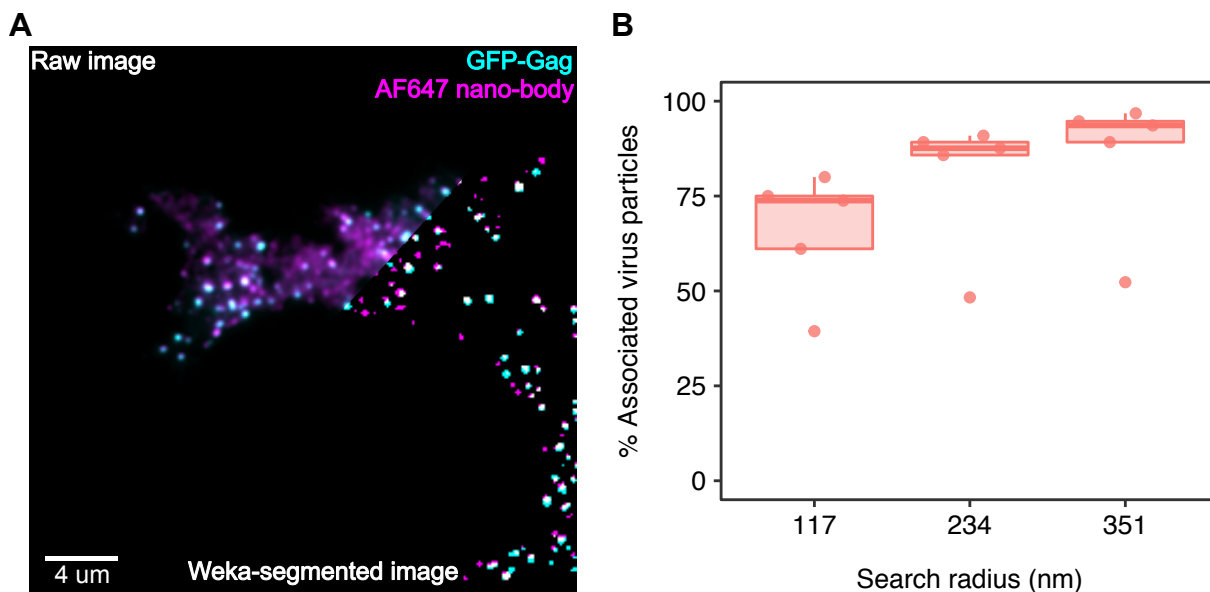 A
Raw image
GFP-Gag
AF647 nano-body
4 um
Weka-segmented image
B
% Associated virus particles
100
75
50
25
0
117
234
351
Search radius (nm)